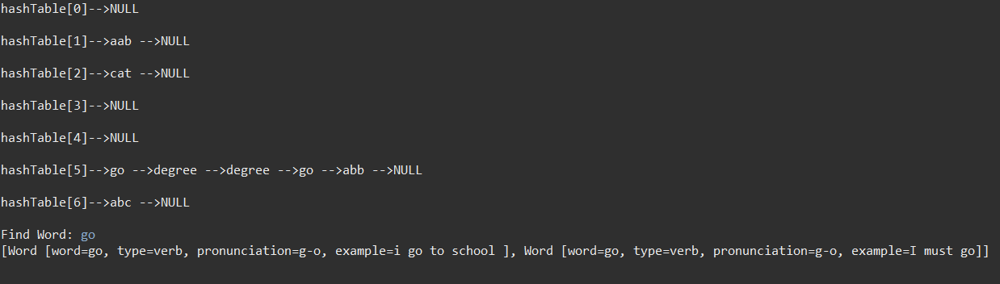 hashTable[0]-->NULL
hashTable[1]-->aab -->NULL
hashTable[2]-->cat -->NULL
hashTable[3]-->NULL
hashTable[4]-->NULL
hashTable[5]-->go -->degree -->degree -->go -->abb -->NULL
hashTable[6]-->abc -->NULL
Find Word: go
[Word [word=go, type=verb, pronunciation=g-o, example=i go to school ], Word [word=go, type=verb, pronunciation=g-o, example=I must go]]